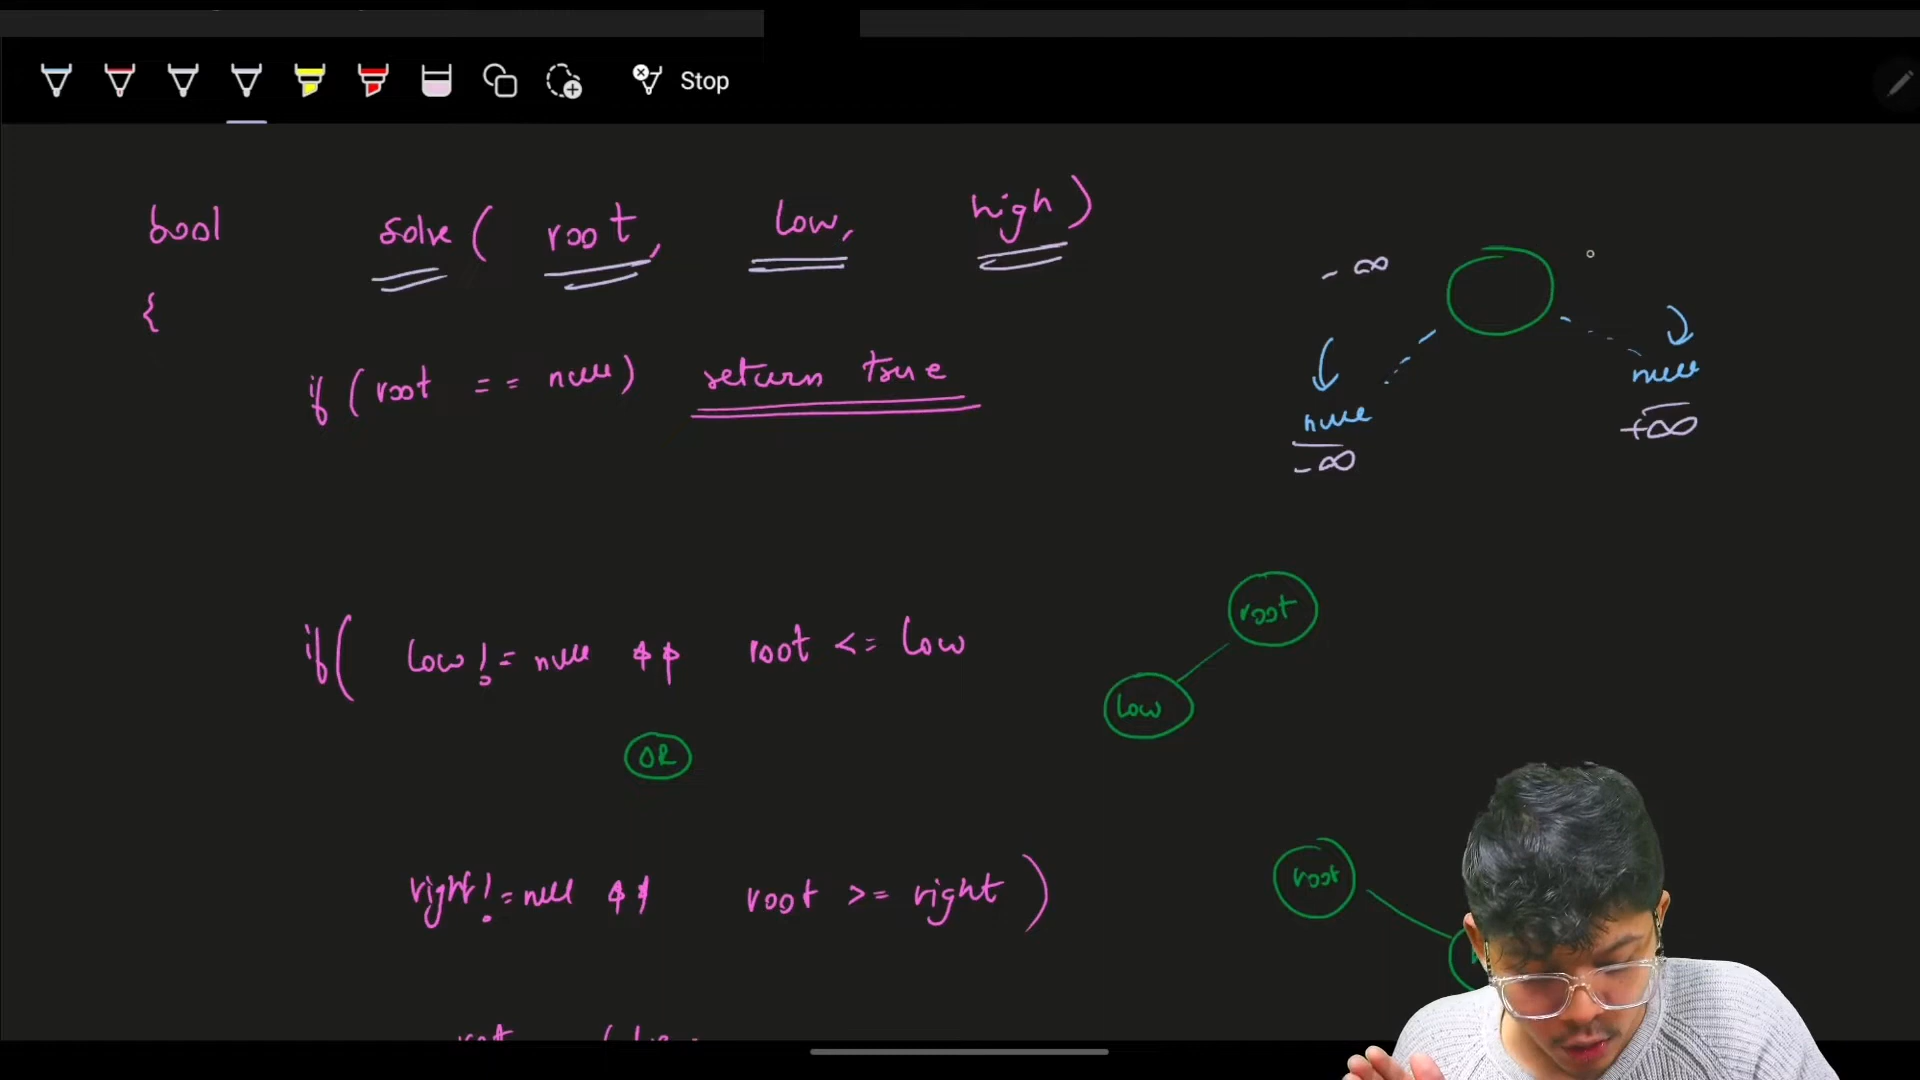 Stop
bool solve( root, low, high)
{
- ∞
if (root == null) return true
null
null
+∞
-∞
root
if( low != null && root <= low
low
OR
root
right != null && root >= right )